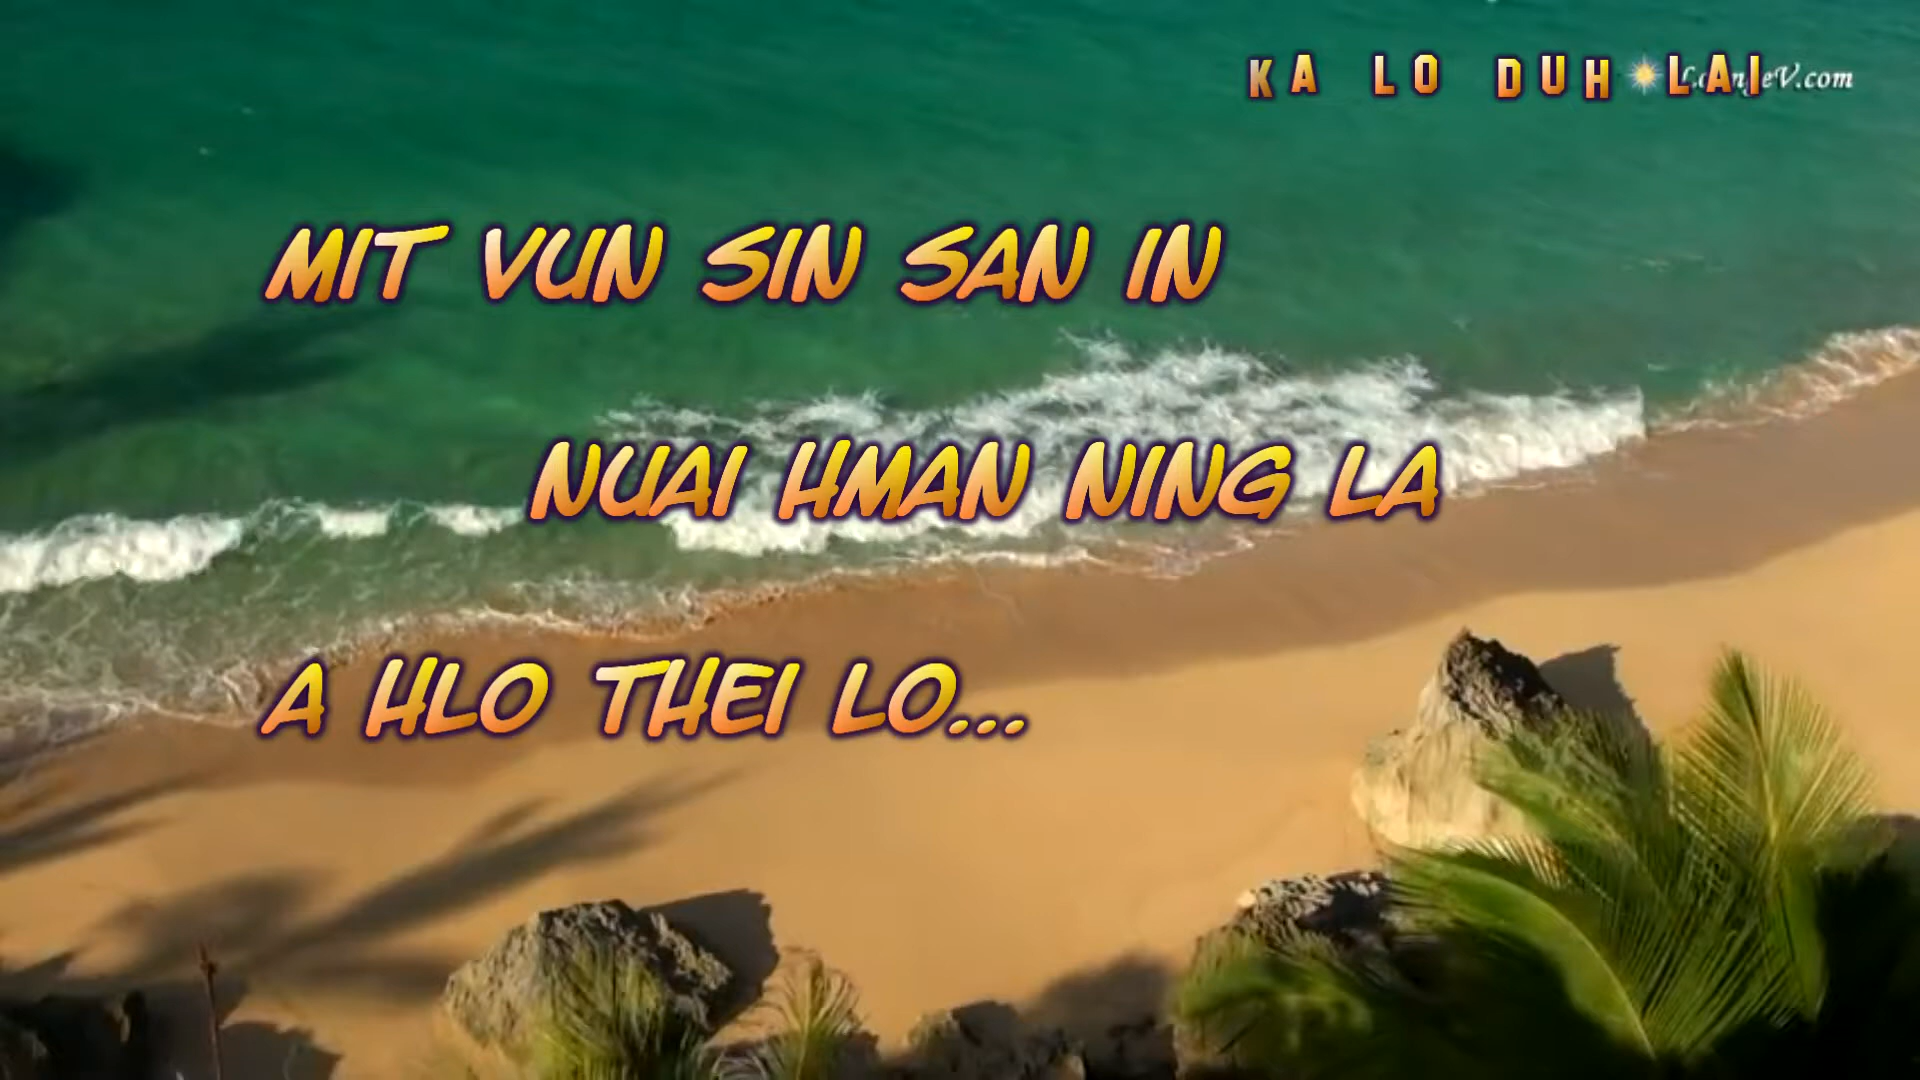 KA LO DUH LAI
MIT VUN SIN SAN IN
NUAI HMAN NING LA
A HLO THEI LO...